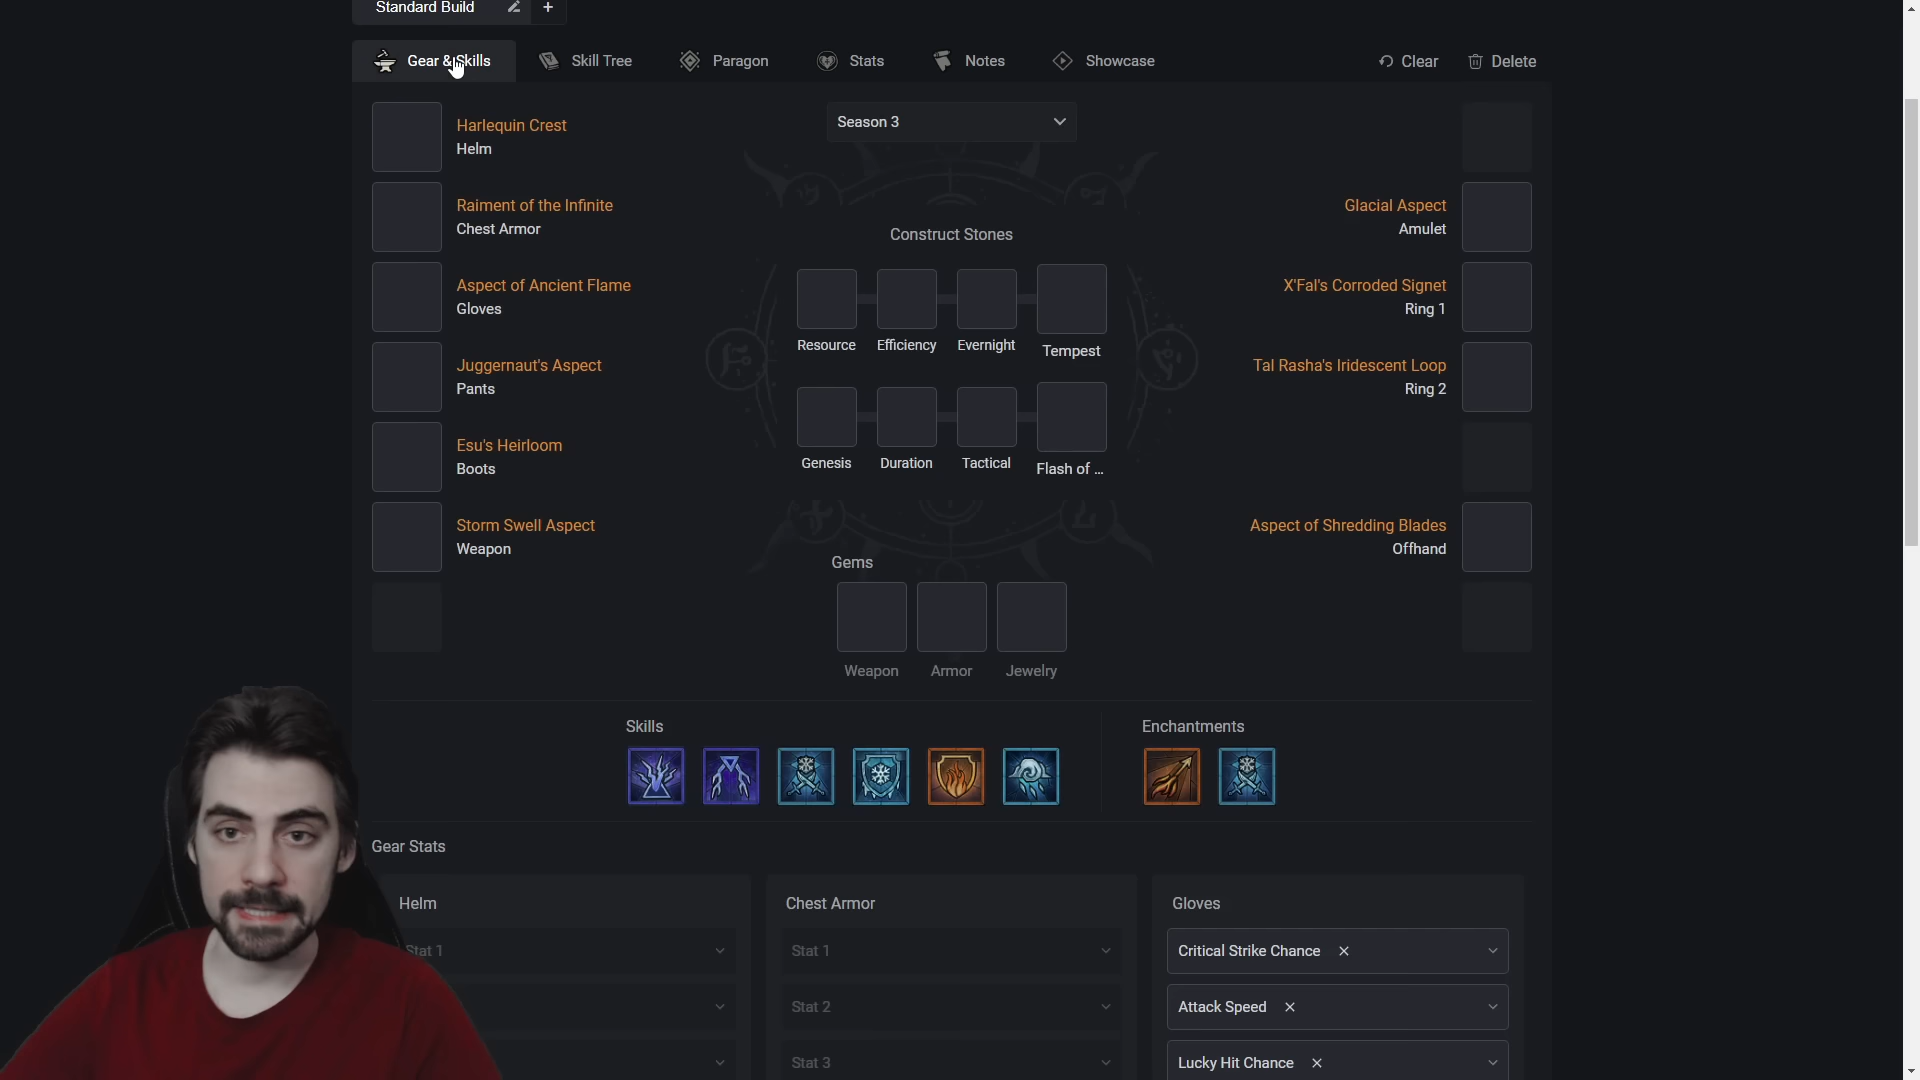 Standard Build +
Gear & Skills
Skill Tree
Paragon
Stats
Notes
Showcase
Clear
Delete
Harlequin Crest
Helm
Raiment of the Infinite
Chest Armor
Aspect of Ancient Flame
Gloves
Juggernaut's Aspect
Pants
Esu's Heirloom
Boots
Storm Swell Aspect
Weapon
Season 3
Construct Stones
Resource
Efficiency
Evernight
Tempest
Genesis
Duration
Tactical
Flash of ...
Gems
Weapon
Armor
Jewelry
Glacial Aspect
Amulet
X'Fal's Corroded Signet
Ring 1
Tal Rasha's Iridescent Loop
Ring 2
Aspect of Shredding Blades
Offhand
Skills
Enchantments
Gear Stats
Helm
Stat 1
Chest Armor
Stat 1
Stat 2
Stat 3
Gloves
Critical Strike Chance ×
Attack Speed ×
Lucky Hit Chance ×